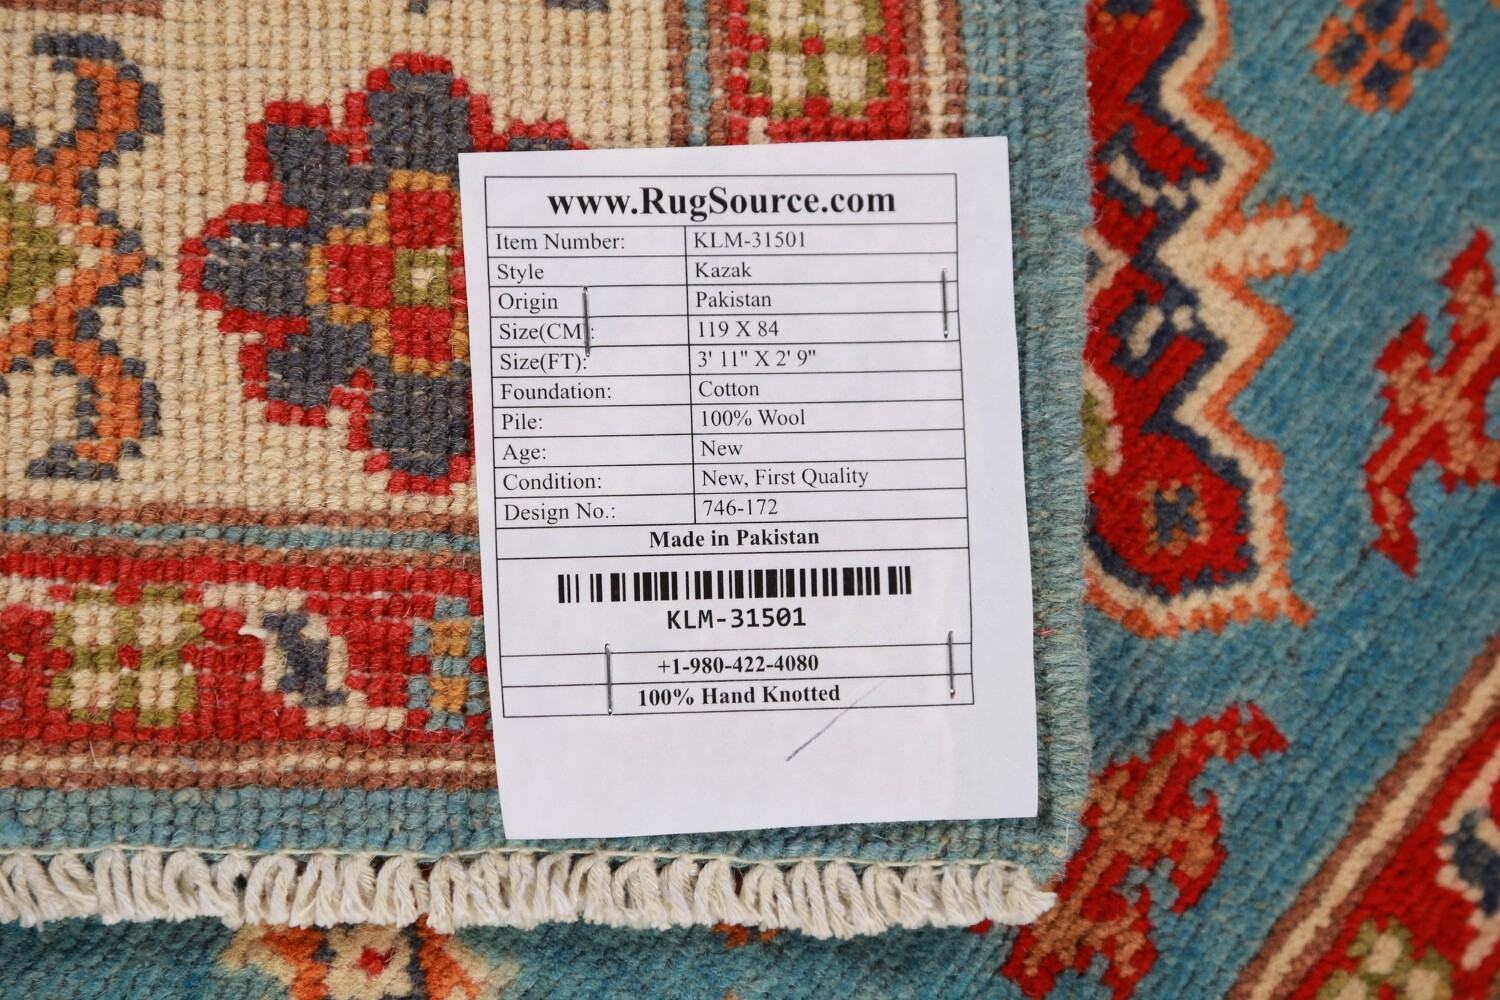 www.RugSource.com
Item Number: KLM-31501
Style Kazak
Origin Pakistan
Size(CM): 119 X 84
Size(FT): 3' 11" X 2' 9"
Foundation: Cotton
Pile: 100% Wool
Age: New
Condition: New, First Quality
Design No.: 746-172
Made in Pakistan
KLM-31501
+1-980-422-4080
100% Hand Knotted